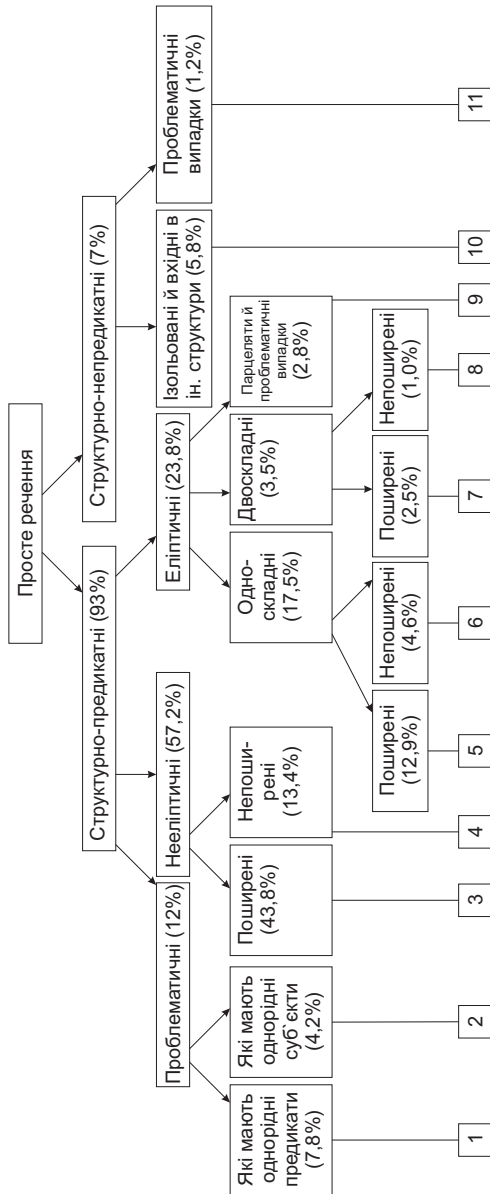 Просте речення
Структурно-предикатні (93%)
Структурно-непредикатні (7%)
Проблематичні (12%)
Нееліптичні (57,2%)
Еліптичні (23,8%)
Ізольовані й вхідні в
ін. структури (5,8%)
Проблематичні
випадки (1,2%)
Які мають
однорідні
предикати
(7,8%)
Які мають
однорідні
суб`єкти
(4,2%)
Поширені
(43,8%)
Непоши-
рені
(13,4%)
Одно-
складні
(17,5%)
Двоскладні
(3,5%)
Парцеляти й
проблематичні
випадки
(2,8%)
Поширені
(12,9%)
Непоширені
(4,6%)
Поширені
(2,5%)
Непоширені
(1,0%)
1
2
3
4
5
6
7
8
9
10
11